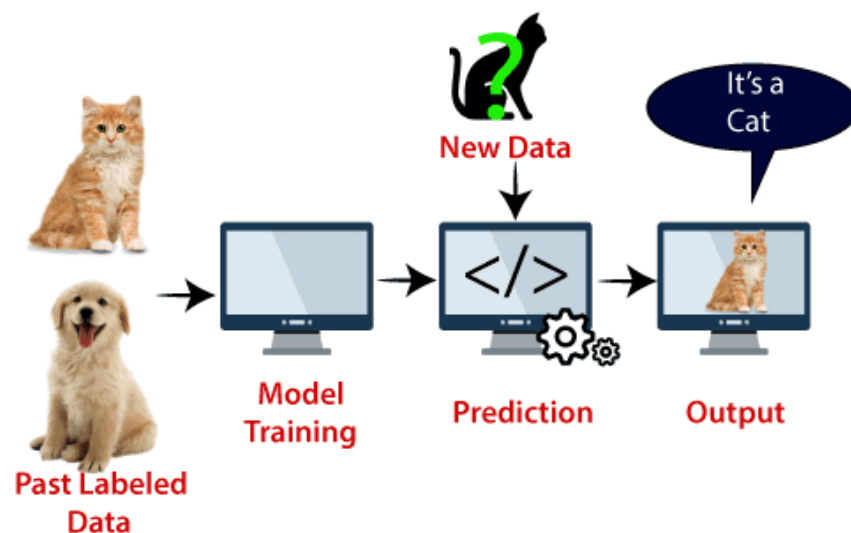 New Data
It's a
Cat
</>
Model
Training
Prediction
Output
Past Labeled
Data
?